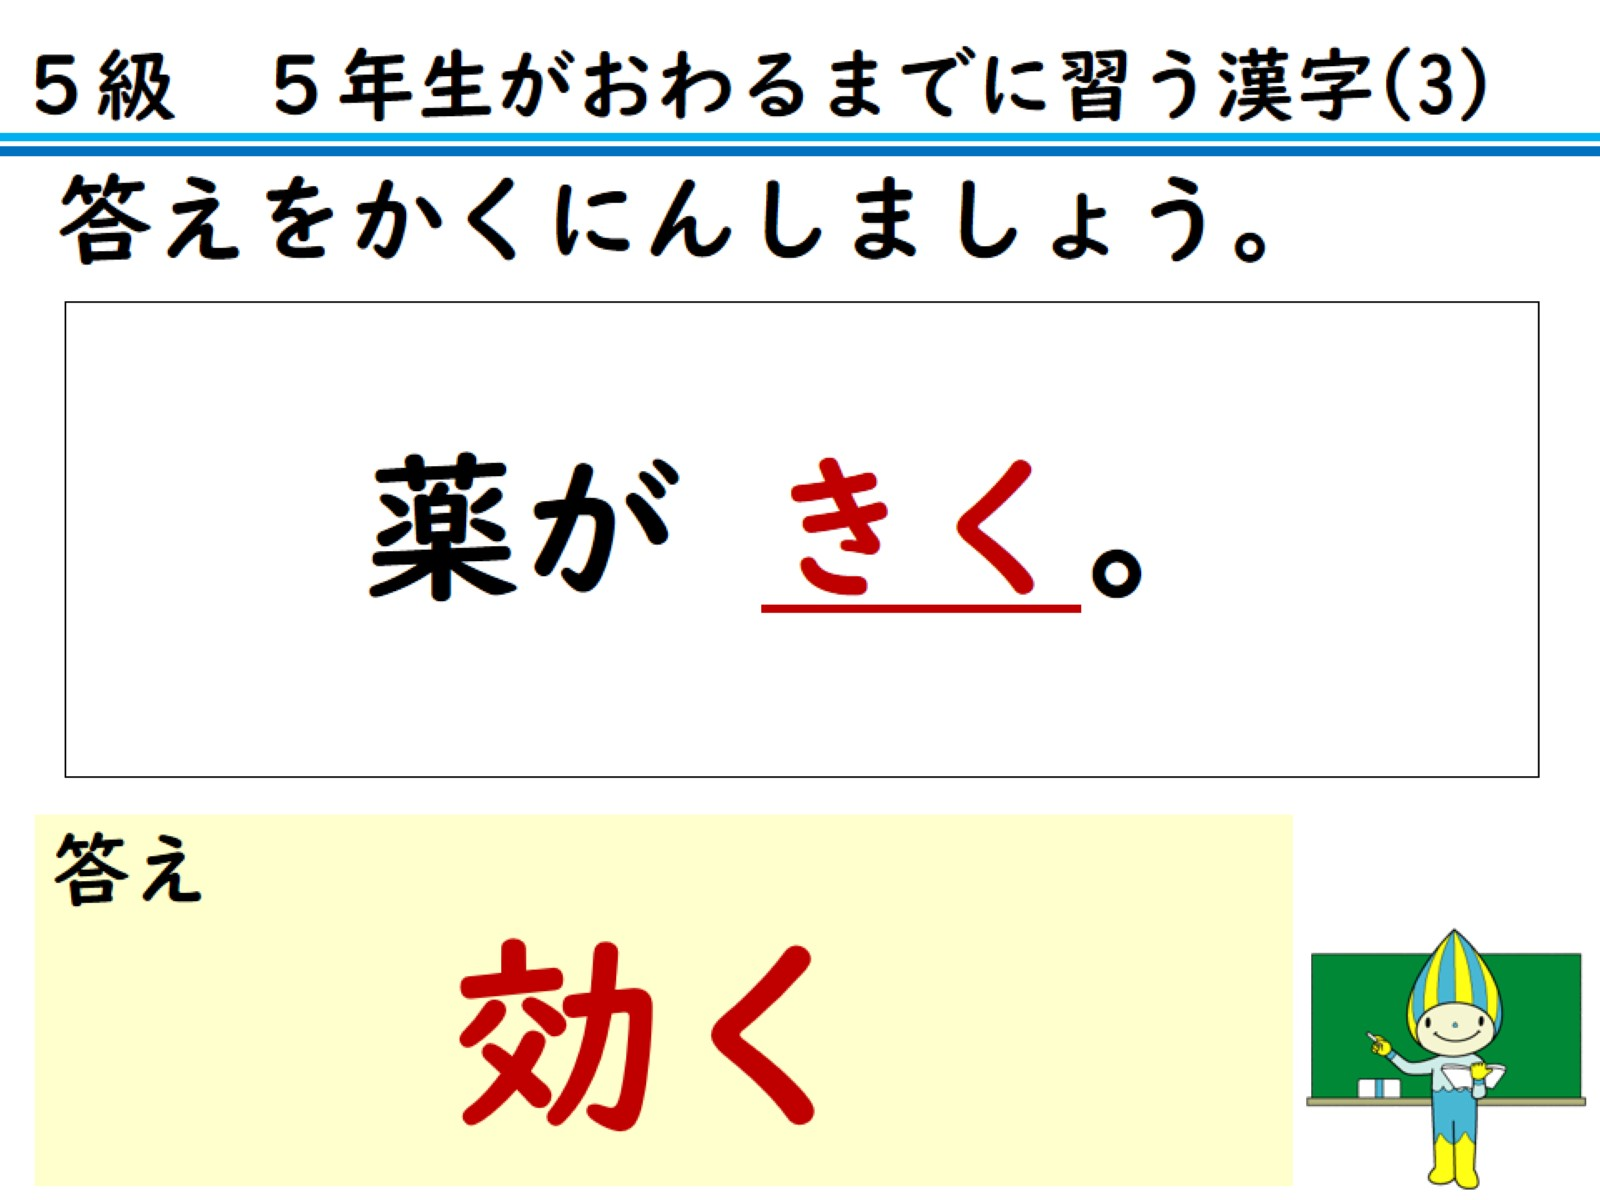 ５級　５年生がおわるまでに習う漢字(3)
答えをかくにんしましょう。
薬が きく。
答え
効く